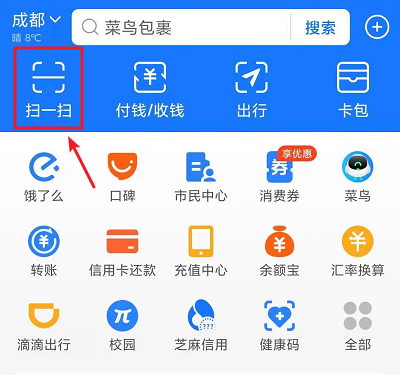 成都
晴 8℃
菜鸟包裹
搜索
扫一扫
付钱/收钱
出行
卡包
享优惠
券
饿了么
口碑
市民中心
消费券
菜鸟
转账
信用卡还款
充值中心
余额宝
汇率换算
π
???
滴滴出行
校园
芝麻信用
健康码
全部